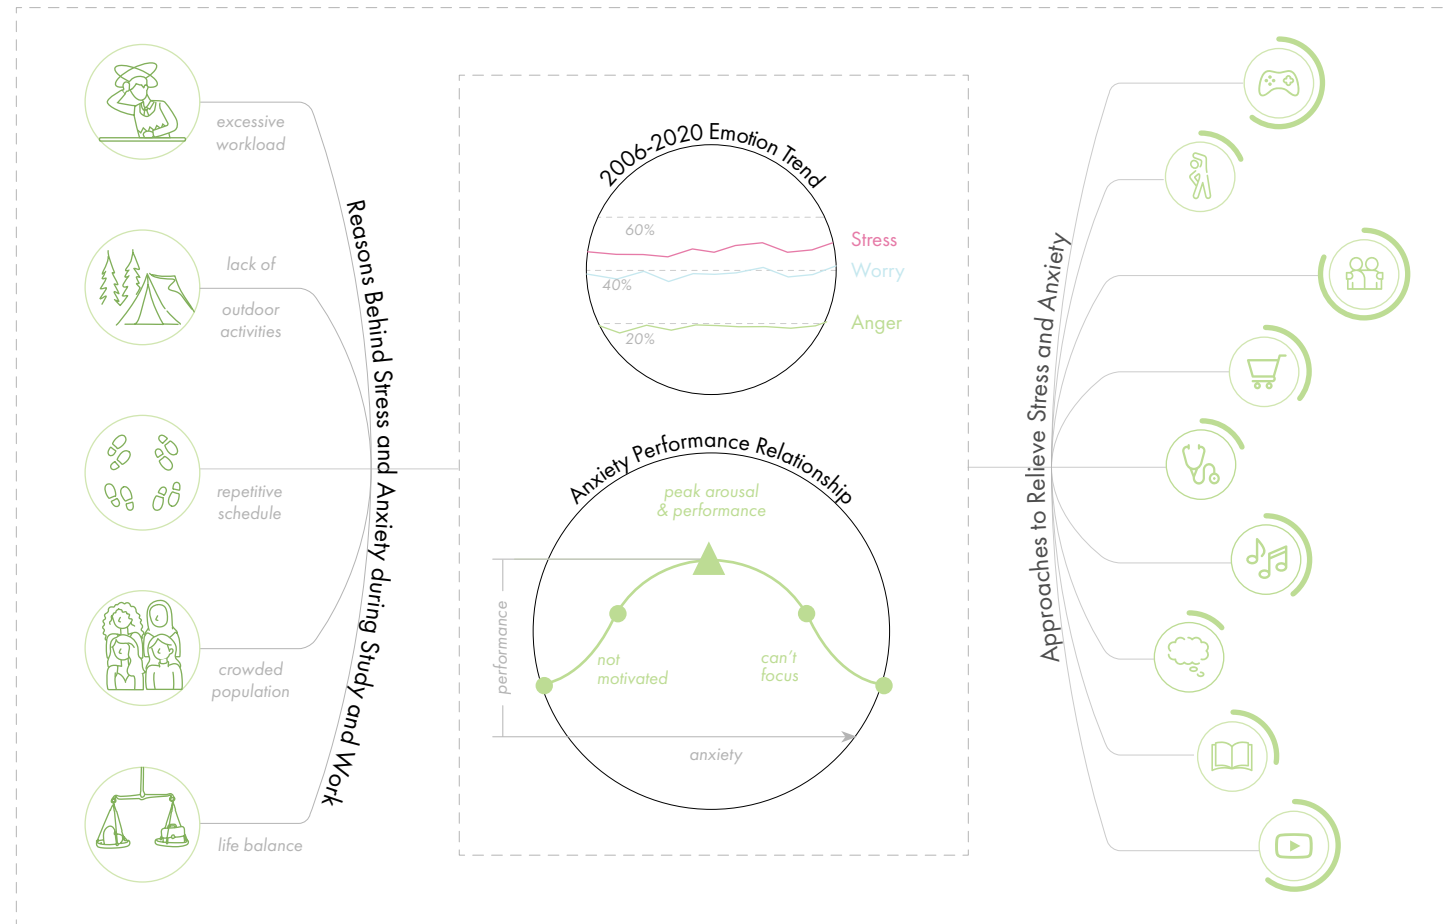 excessive
workload
lack of
outdoor
activities
repetitive
schedule
crowded
population
life balance
Reasons Behind Stress and Anxiety during Study and Work
2006-2020 Emotion Trend
60%
40%
20%
Stress
Worry
Anger
Anxiety Performance Relationship
peak arousal
& performance
performance
not
motivated
can't
focus
anxiety
Approaches to Relieve Stress and Anxiety